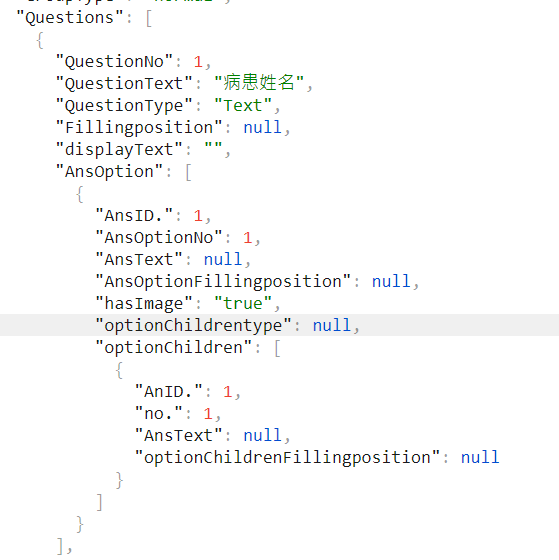 "Questions": [
{
"QuestionNo": 1,
"QuestionText": "病患姓名",
"QuestionType": "Text",
"Fillingposition": null,
"displayText": "",
"AnsOption": [
{
"AnsID.": 1,
"AnsOptionNo": 1,
"AnsText": null,
"AnsOptionFillingposition": null,
"hasImage": "true",
"optionChildrentype": null,
"optionChildren": [
{
"AnID.": 1,
"no.": 1,
"AnsText": null,
"optionChildrenFillingposition": null
}
]
}
],